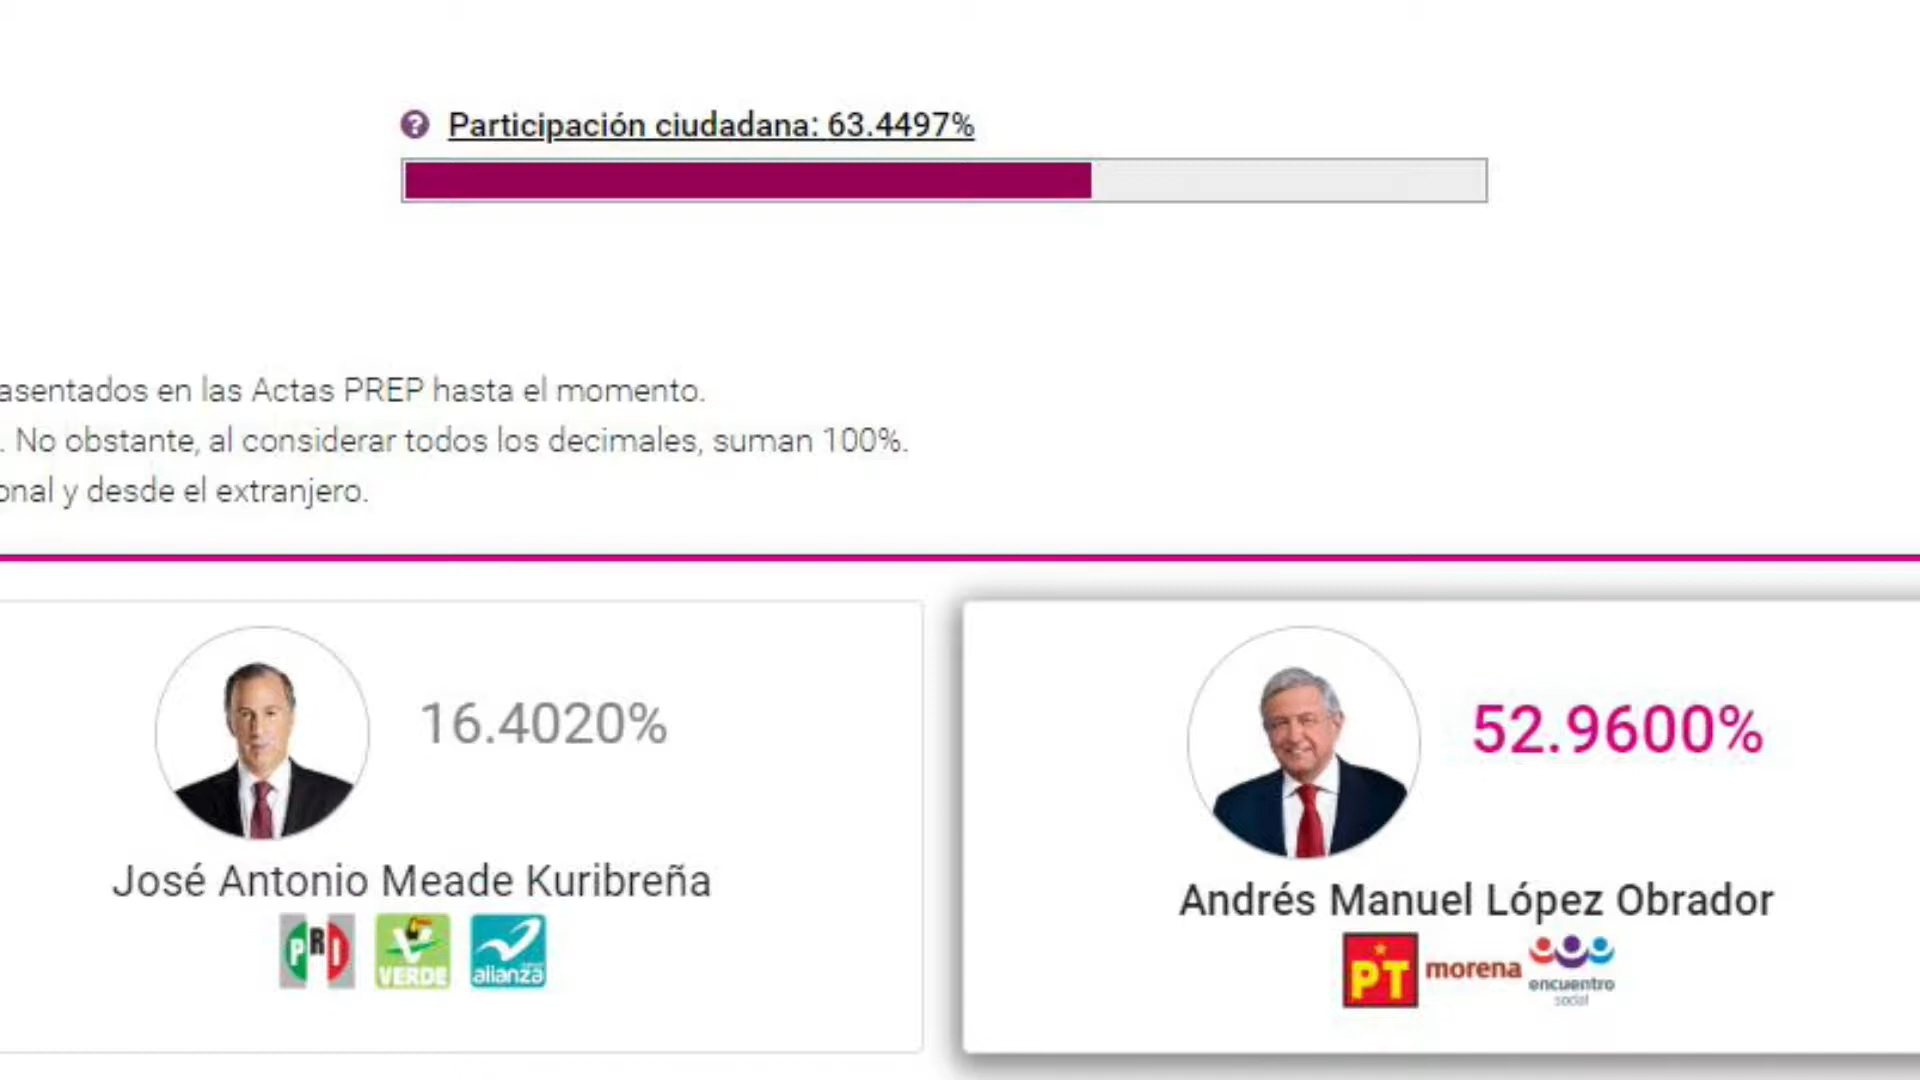 Participación ciudadana: 63.4497%
asentados en las Actas PREP hasta el momento.
. No obstante, al considerar todos los decimales, suman 100%.
onal y desde el extranjero.
16.4020%
José Antonio Meade Kuribreña
PRI VERDE alianza
52.9600%
Andrés Manuel López Obrador
PT morena encuentro
social